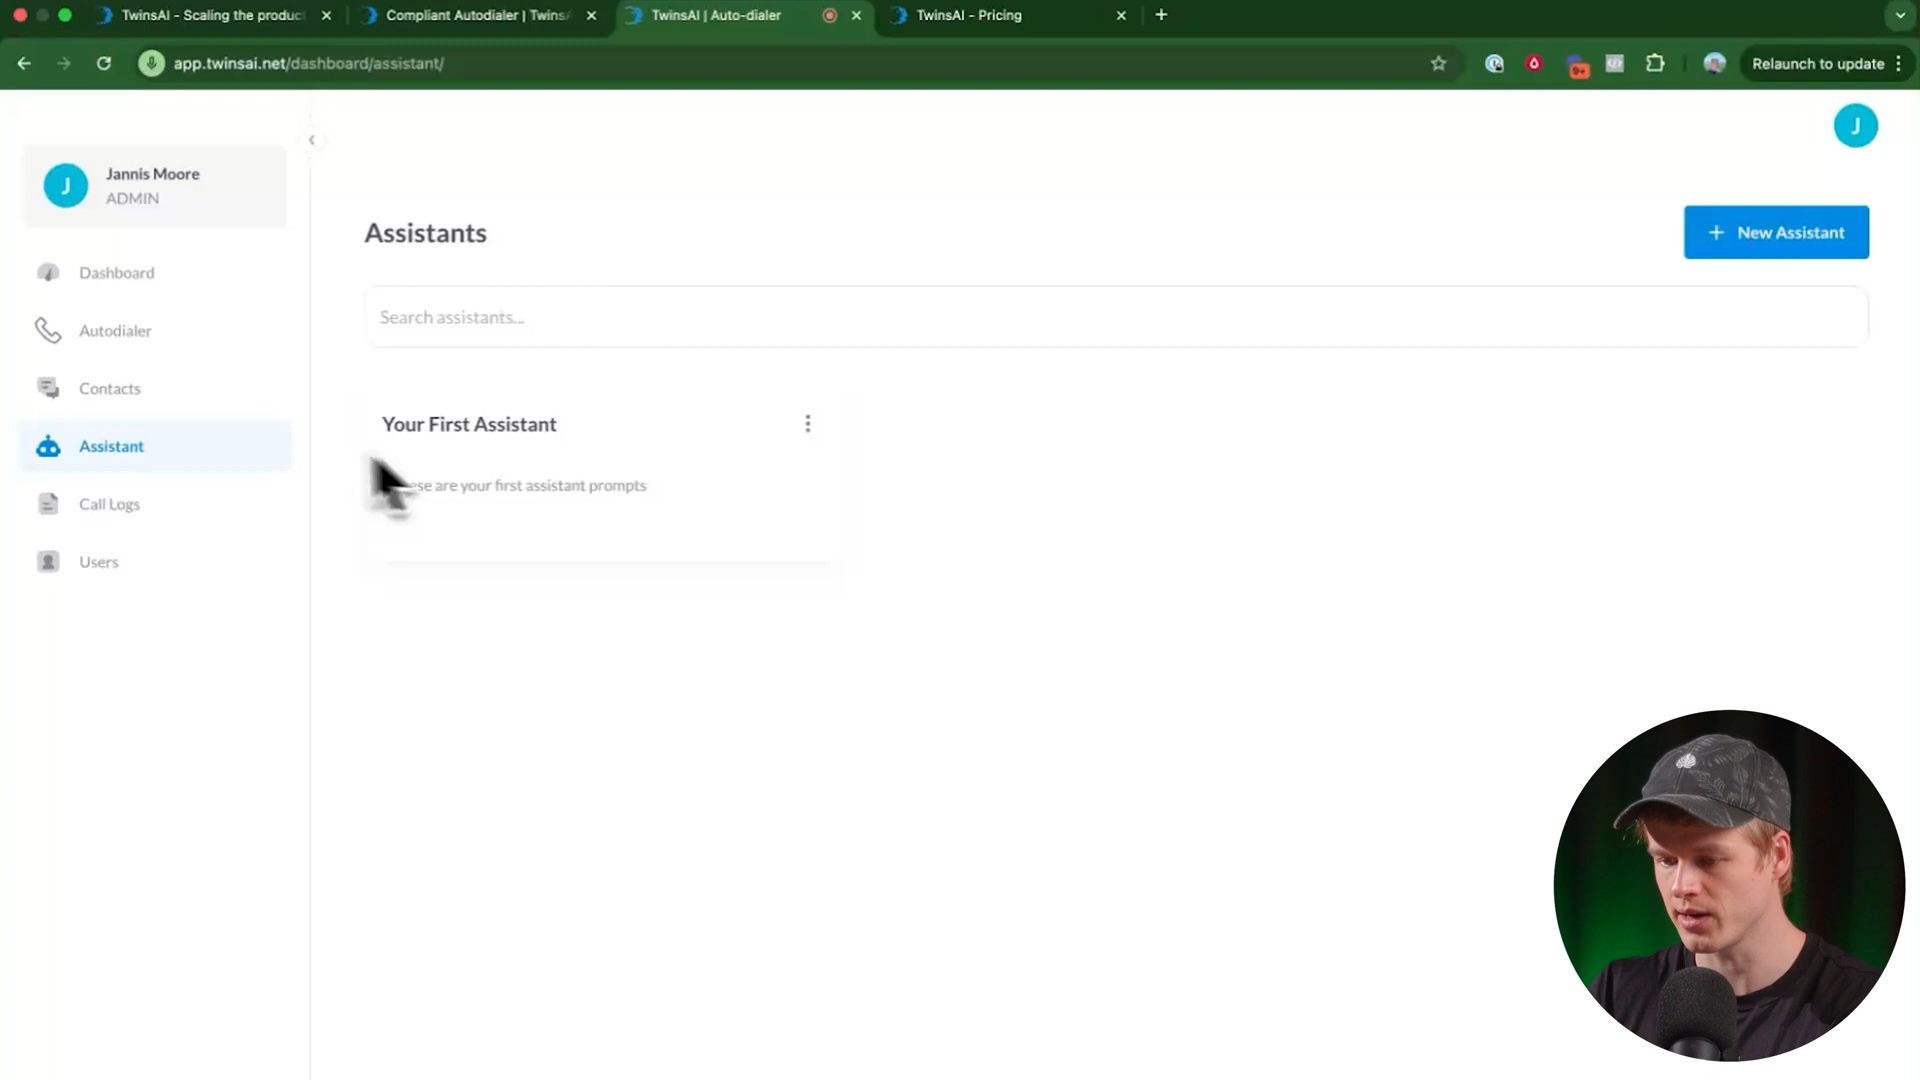 TwinsAI - Scaling the produc
Compliant Autodialer | Twins
TwinsAI | Auto-dialer
TwinsAI - Pricing
app.twinsai.net/dashboard/assistant/
9+
Relaunch to update
J
J
Jannis Moore
ADMIN
Assistants
+ New Assistant
Dashboard
Search assistants...
Autodialer
Contacts
Your First Assistant
Assistant
are your first assistant prompts
Call Logs
Users